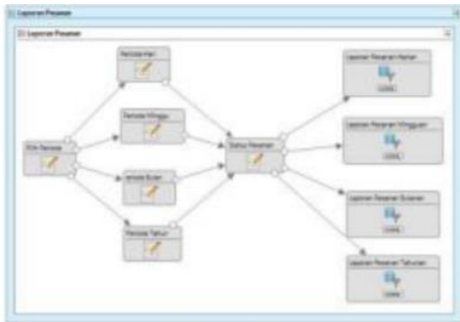 Laporan Pesanan
Laporan Pesanan
Periode Hari
Laporan Pesanan Harian
Periode Minggu
Laporan Pesanan Mingguan
Pilih Periode
Status Pesanan
Periode Bulan
Laporan Pesanan Bulanan
Periode Tahun
Laporan Pesanan Tahunan